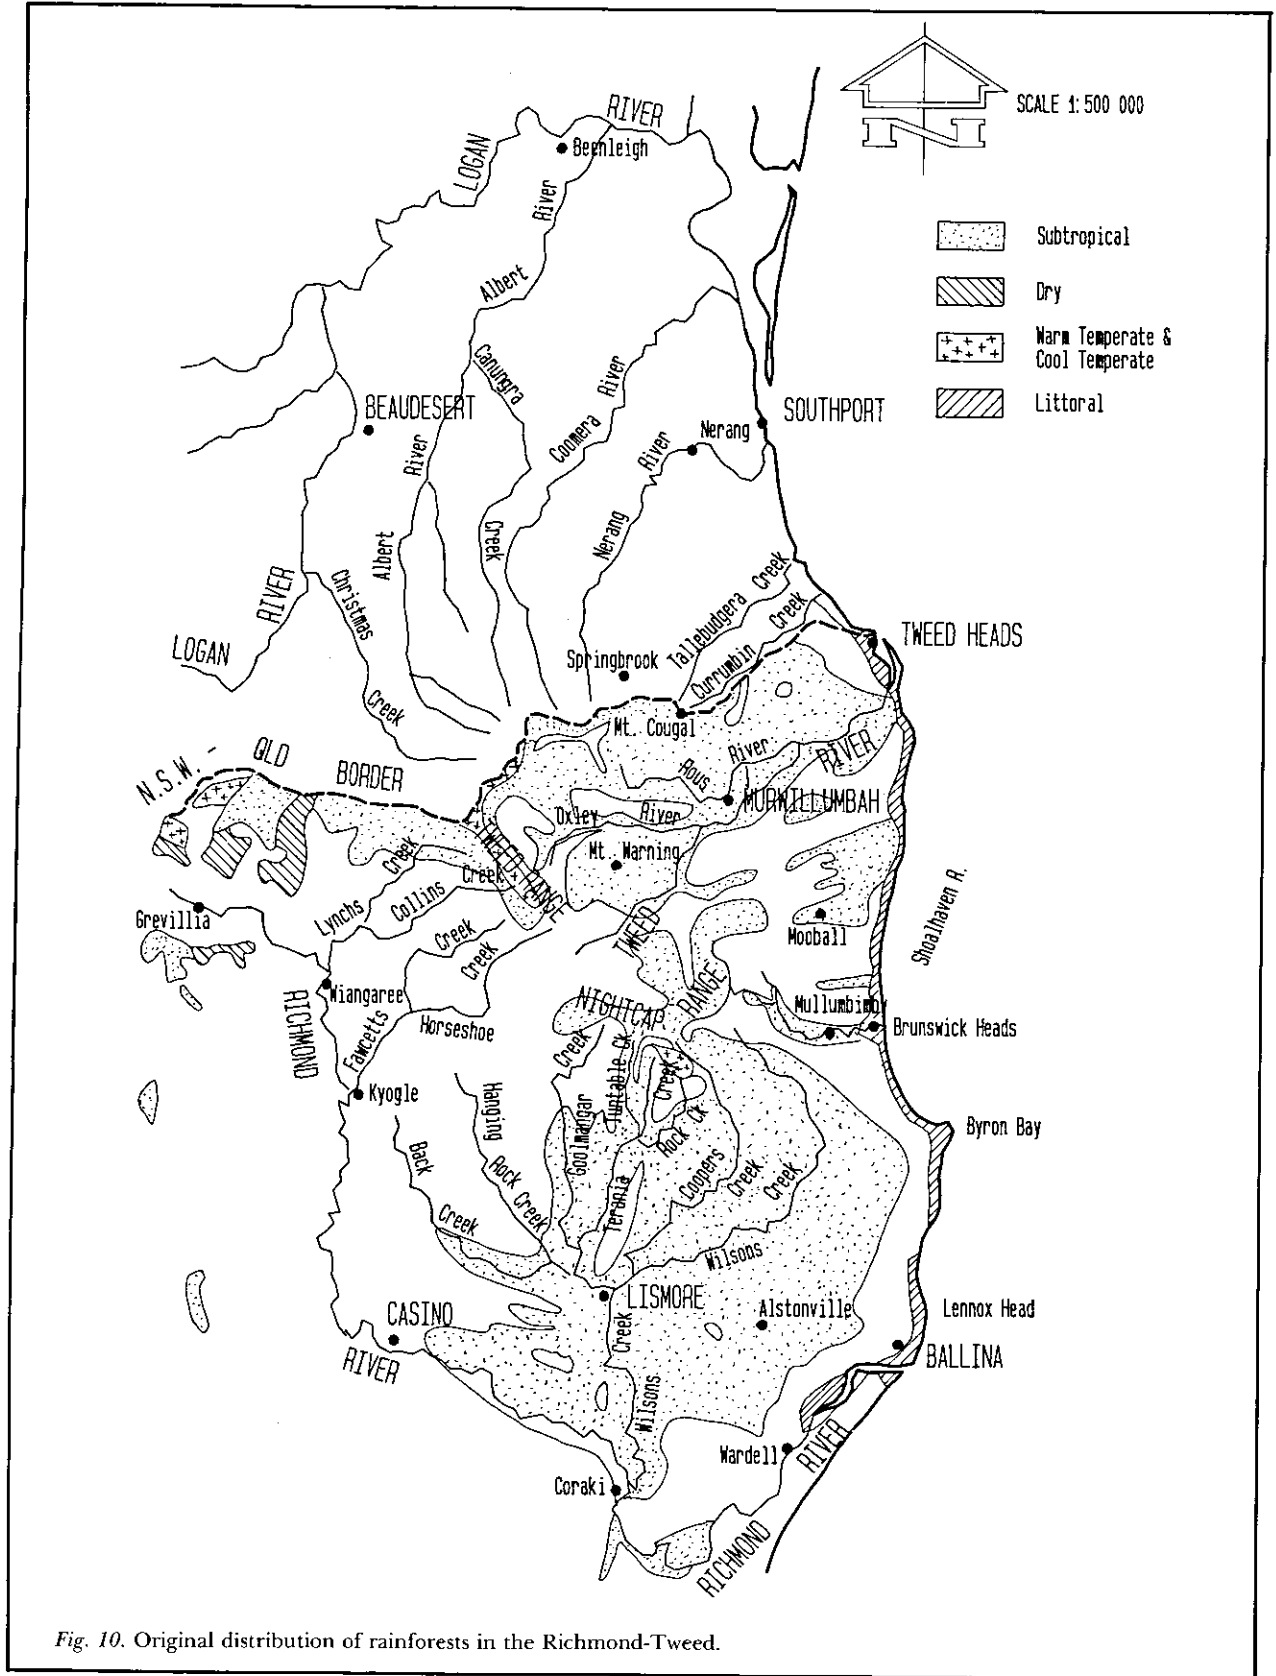 RIVER
LOGAN
Beenleigh
River
Albert
N
SCALE 1: 500 000
Subtropical
Dry
Warm Temperate &
Cool Temperate
Littoral
Canungra
River
Coomera
BEAUDESERT
SOUTHPORT
Nerang
River
River
Nerang
Creek
Albert
Christmas
RIVER
LOGAN
Creek
Tallebudgera Creek
Creek
Currumbin
TWEED HEADS
Springbrook
Mt. Cougal
N.S.W. -
QLD
BORDER
River
Rous
RIVER
MURWILLUMBAH
Oxley
River
TWEED RANGE
Mt. Warning
Creek
Lynchs
Creek
Collins
Grevillia
Creek
Creek
TWEED
Mooball
Shoalhaven R.
Wiangaree
RICHMOND
Fawcetts
Horseshoe
NIGHTCAP
RANGE
Mullumbimby
Brunswick Heads
Creek
Tuntable Ck
Creek
Kyogle
Hanging
Rock Creek
Goolmangar
Rock Ck
Byron Bay
Back
Creek
Terania
Coopers
Creek
Creek
Wilsons
LISMORE
Alstonville
Lennox Head
CASINO
RIVER
Creek
BALLINA
Wilsons
Wardell
RIVER
Coraki
RICHMOND
Fig. 10. Original distribution of rainforests in the Richmond-Tweed.